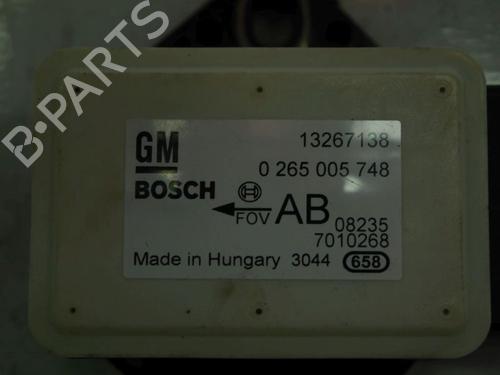 B-PARTS
GM 13267138
BOSCH 0 265 005 748
FOV AB 08235
7010268
Made in Hungary 3044 658